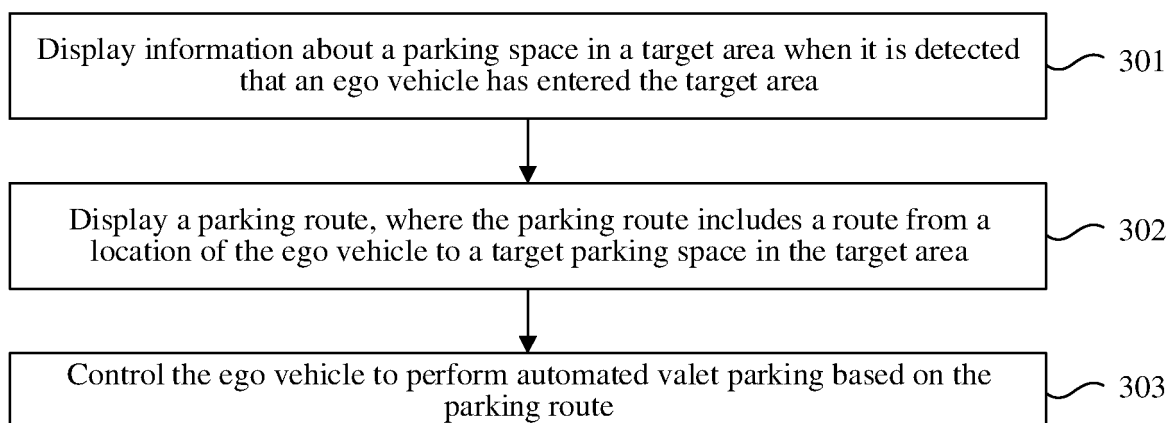 Display information about a parking space in a target area when it is detected
that an ego vehicle has entered the target area
301
Display a parking route, where the parking route includes a route from a
location of the ego vehicle to a target parking space in the target area
302
Control the ego vehicle to perform automated valet parking based on the
parking route
303